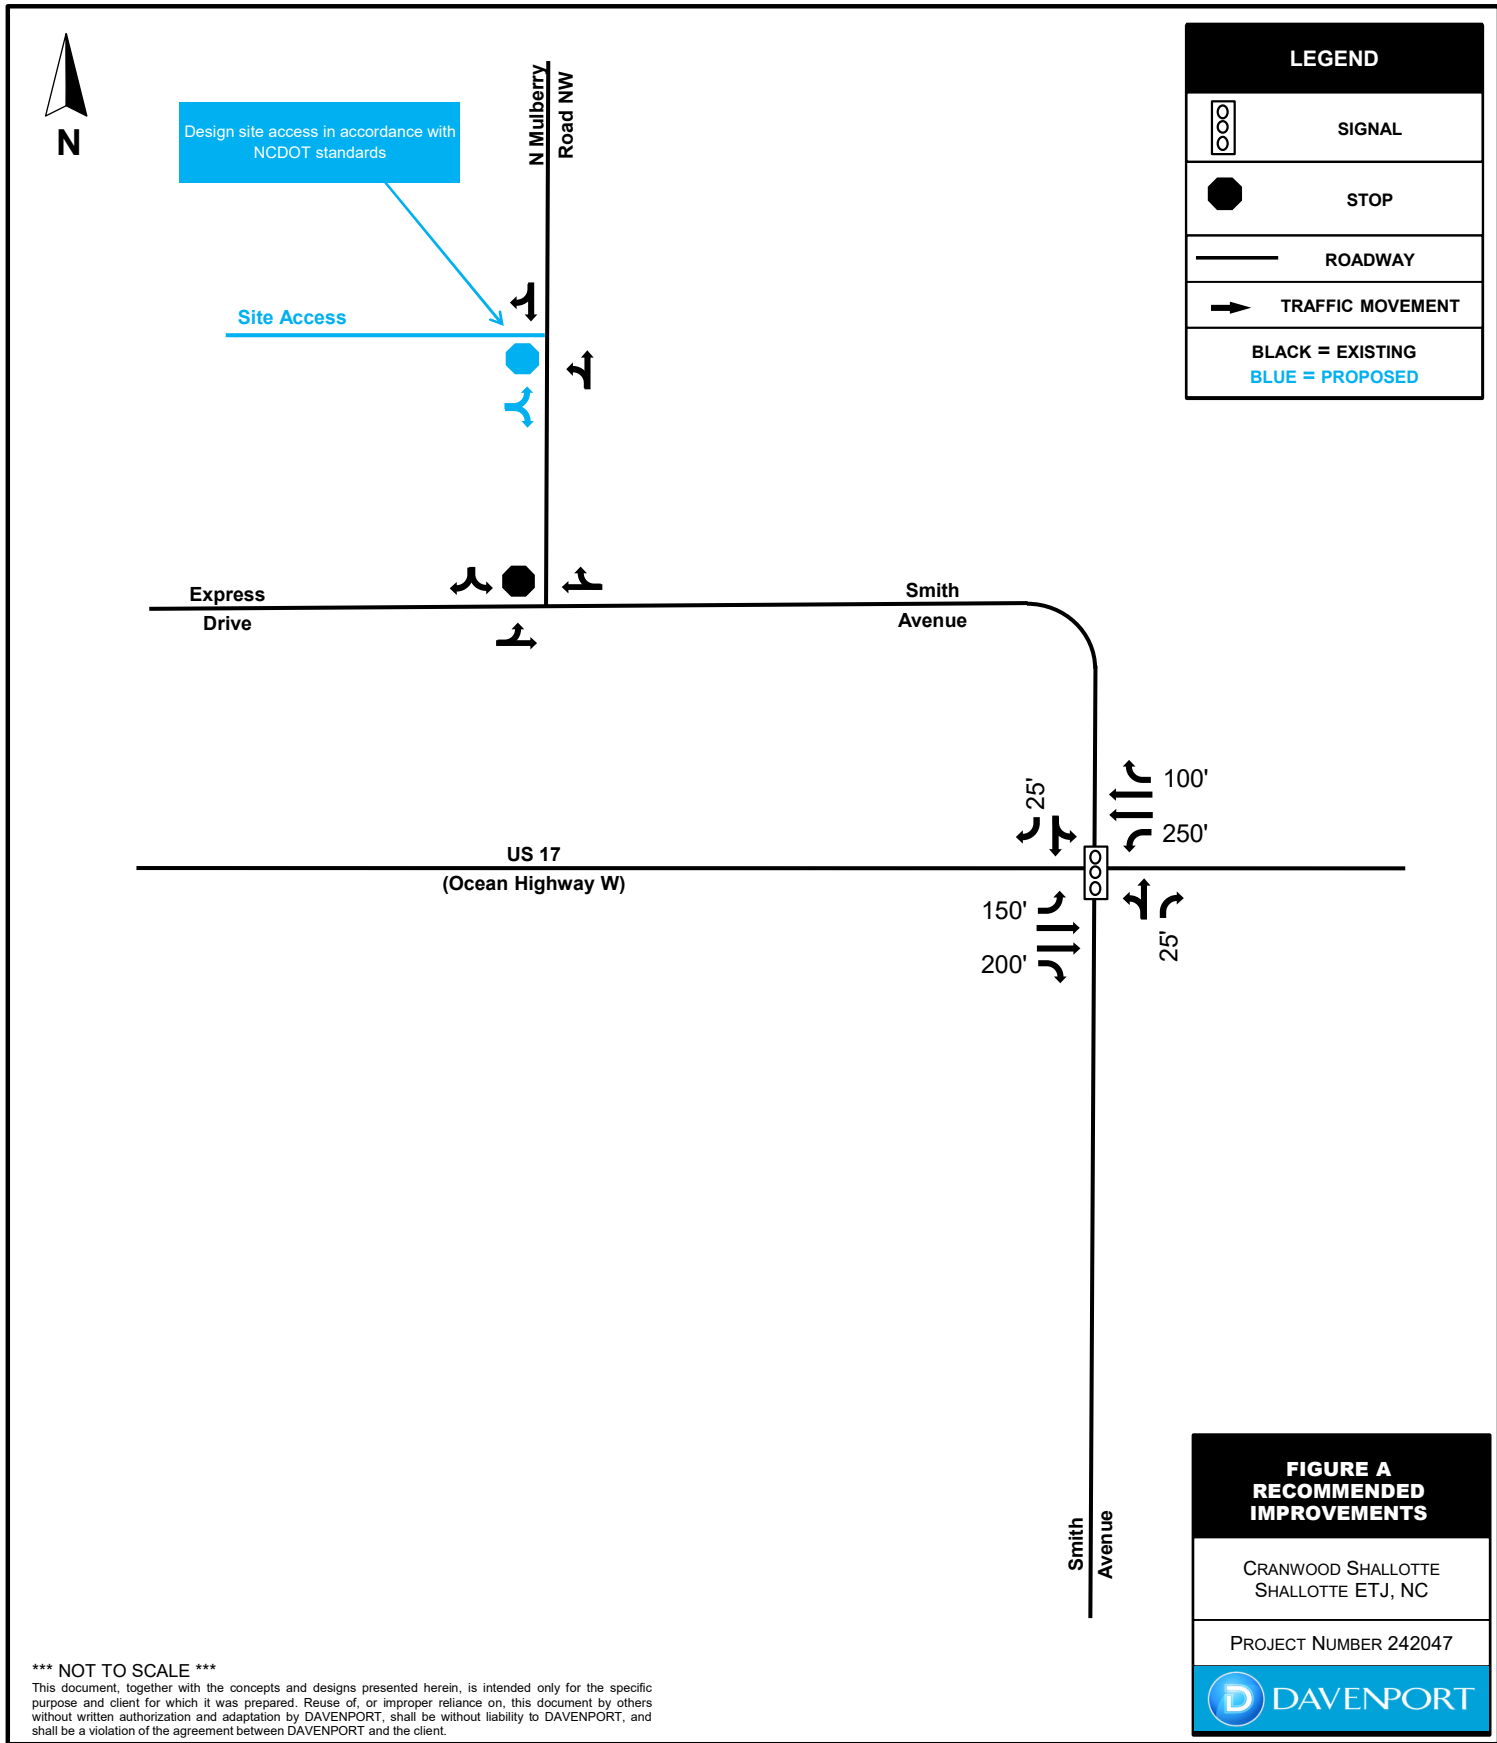 N
Design site access in accordance with
NCDOT standards
N Mulberry
Road NW
LEGEND
SIGNAL
STOP
ROADWAY
TRAFFIC MOVEMENT
BLACK = EXISTING
BLUE = PROPOSED
Site Access
Express
Drive
Smith
Avenue
US 17
(Ocean Highway W)
25'
100'
250'
150'
200'
25'
Smith
Avenue
FIGURE A
RECOMMENDED
IMPROVEMENTS
CRANWOOD SHALLOTTE
SHALLOTTE ETJ, NC
PROJECT NUMBER 242047
D DAVENPORT
*** NOT TO SCALE ***
This document, together with the concepts and designs presented herein, is intended only for the specific
purpose and client for which it was prepared. Reuse of, or improper reliance on, this document by others
without written authorization and adaptation by DAVENPORT, shall be without liability to DAVENPORT, and
shall be a violation of the agreement between DAVENPORT and the client.